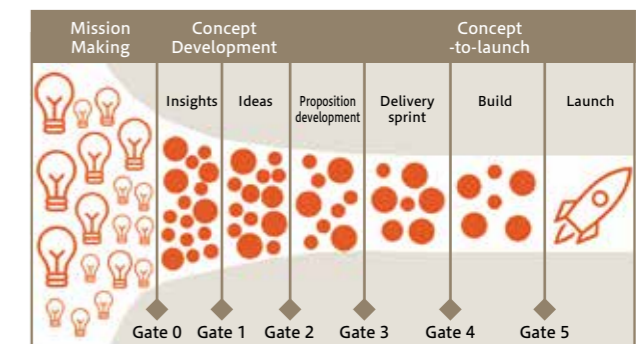 Mission
Making
Concept
Development
Concept
-to-launch
Insights
Ideas
Proposition
development
Delivery
sprint
Build
Launch
Gate 0
Gate 1
Gate 2
Gate 3
Gate 4
Gate 5